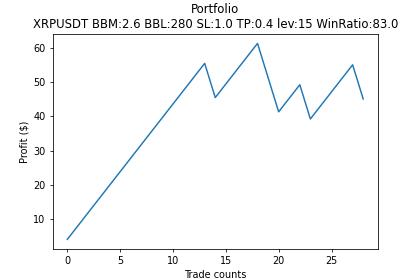 Portfolio
XRPUSDT BBM:2.6 BBL:280 SL:1.0 TP:0.4 lev:15 WinRatio:83.0
60
50
40
30
20
10
Profit ($)
0 5 10 15 20 25
Trade counts